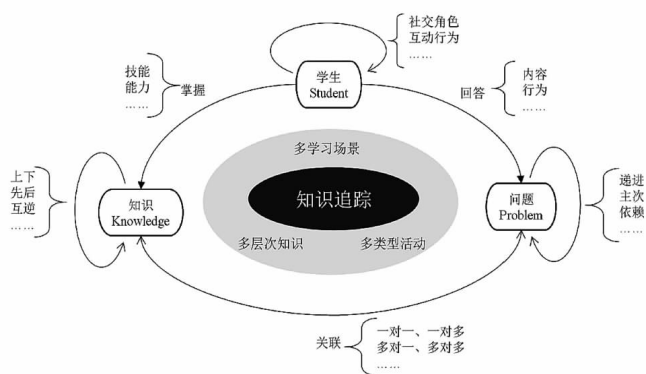 社交角色
互动行为
……
学生
Student
技能
能力
……
掌握
回答
内容
行为
……
多学习场景
知识追踪
多层次知识
多类型活动
上下
先后
互逆
……
知识
Knowledge
问题
Problem
递进
主次
依赖
……
关联
一对一、一对多
多对一、多对多
……